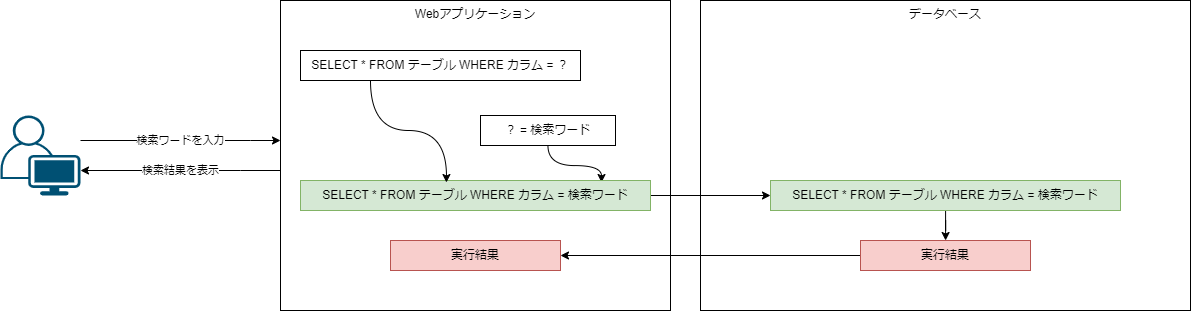 Webアプリケーション
データベース
SELECT * FROM テーブル WHERE カラム = ？
？ = 検索ワード
検索ワードを入力
検索結果を表示
SELECT * FROM テーブル WHERE カラム = 検索ワード
SELECT * FROM テーブル WHERE カラム = 検索ワード
実行結果
実行結果